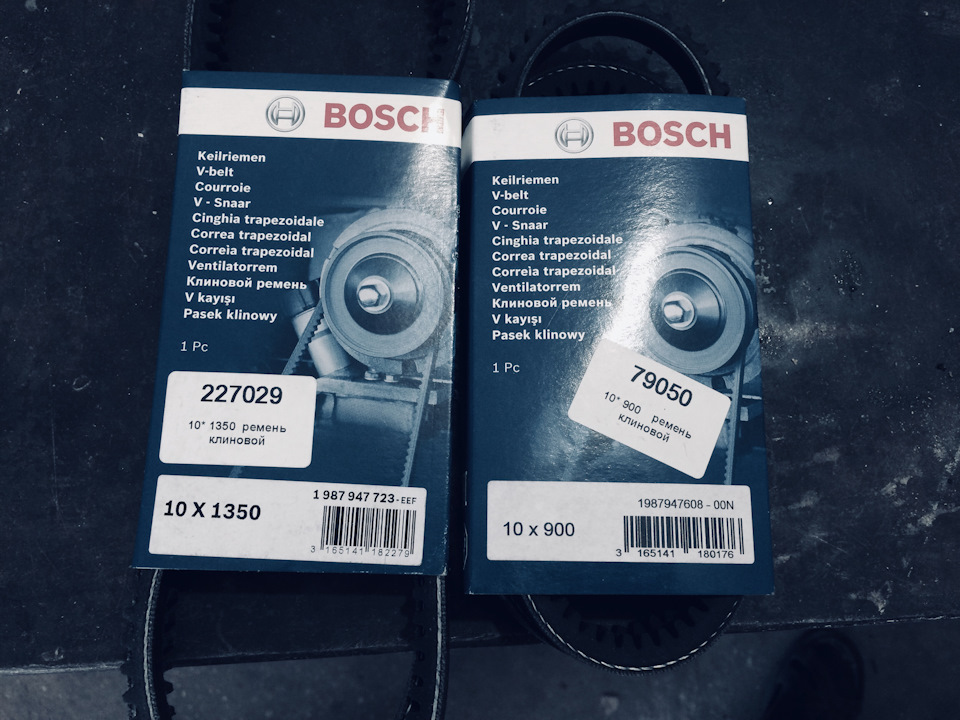 BOSCH
Keilriemen
V-belt
Courroie
V - Snaar
Cinghia trapezoidale
Correa trapezoidal
Correia trapezoidal
Ventilatorrem
Клиновой ремень
V kayışı
Pasek klinowy
1 Pc
227029
10* 1350 ремень
клиновой
1 987 947 723-EEF
10 X 1350
3 165141 182279
BOSCH
Keilriemen
V-belt
Courroie
V - Snaar
Cinghia trapezoidale
Correa trapezoidal
Correia trapezoidal
Ventilatorrem
Клиновой ремень
V kayışı
Pasek klinowy
1 Pc
79050
10* 900 ремень
клиновой
1987947608 - 00N
10 x 900
3 165141 180176